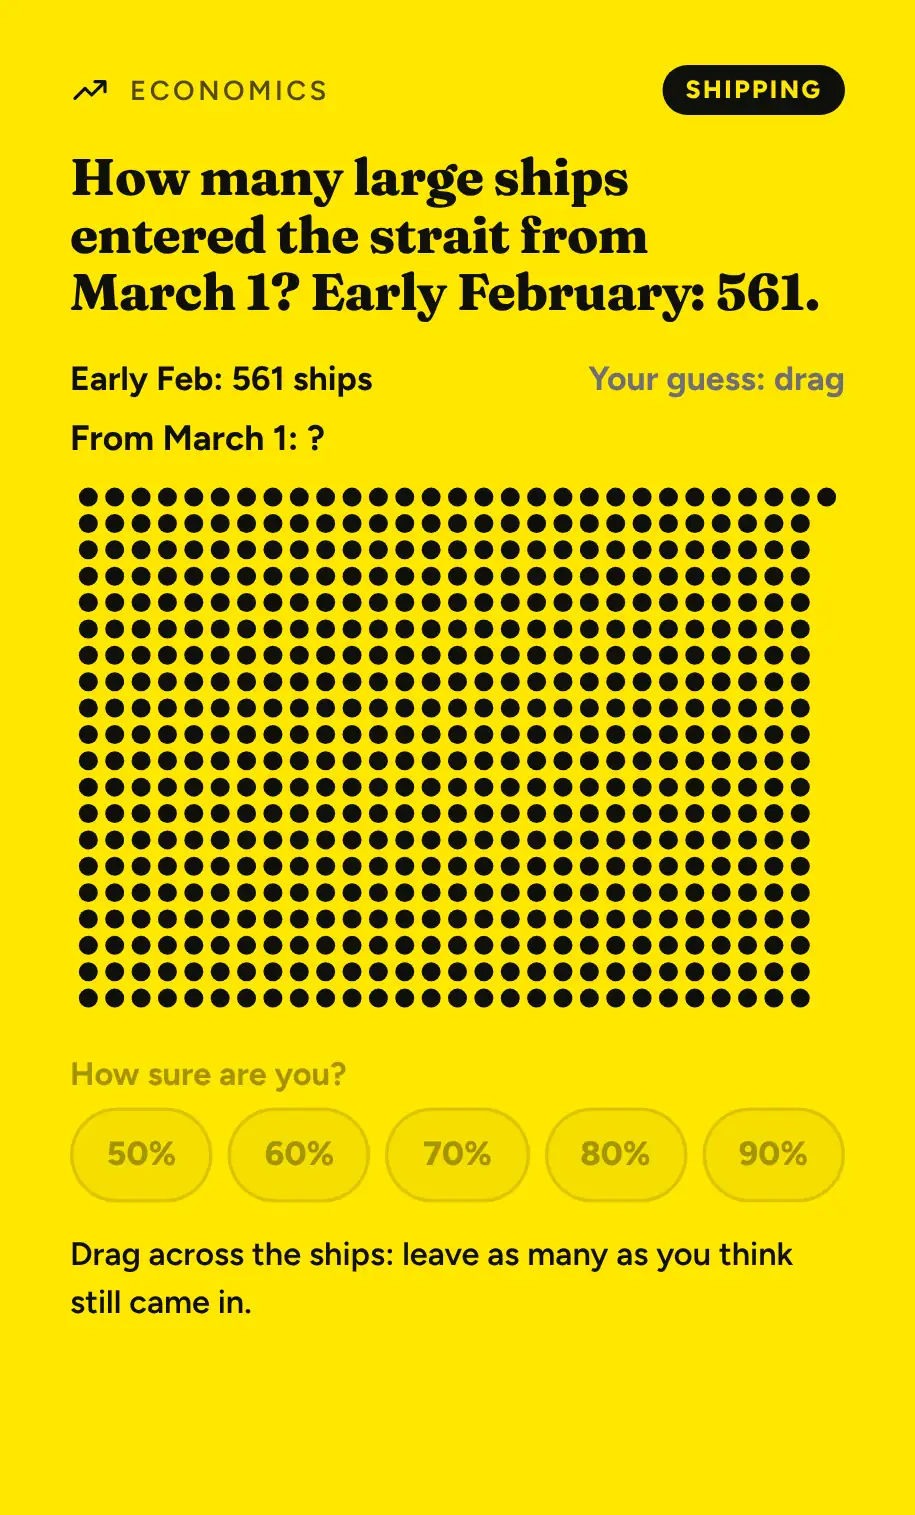 ECONOMICS
SHIPPING
How many large ships
entered the strait from
March 1? Early February: 561.
Early Feb: 561 ships
Your guess: drag
From March 1: ?
How sure are you?
50% 60% 70% 80% 90%
Drag across the ships: leave as many as you think
still came in.